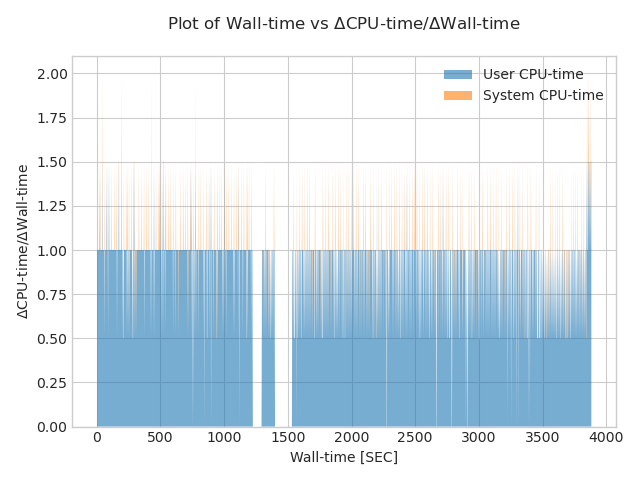 Plot of Wall-time vs ΔCPU-time/ΔWall-time
User CPU-time
System CPU-time
ΔCPU-time/ΔWall-time
2.00
1.75
1.50
1.25
1.00
0.75
0.50
0.25
0.00
0 500 1000 1500 2000 2500 3000 3500 4000
Wall-time [SEC]